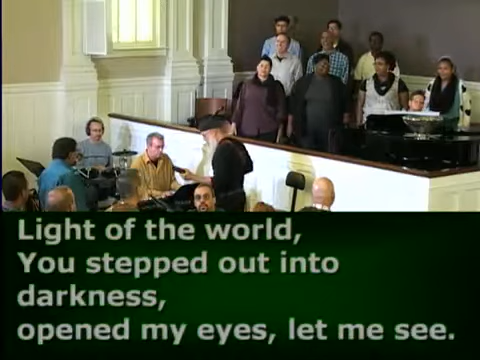 Light of the world,
You stepped out into
darkness,
opened my eyes, let me see.